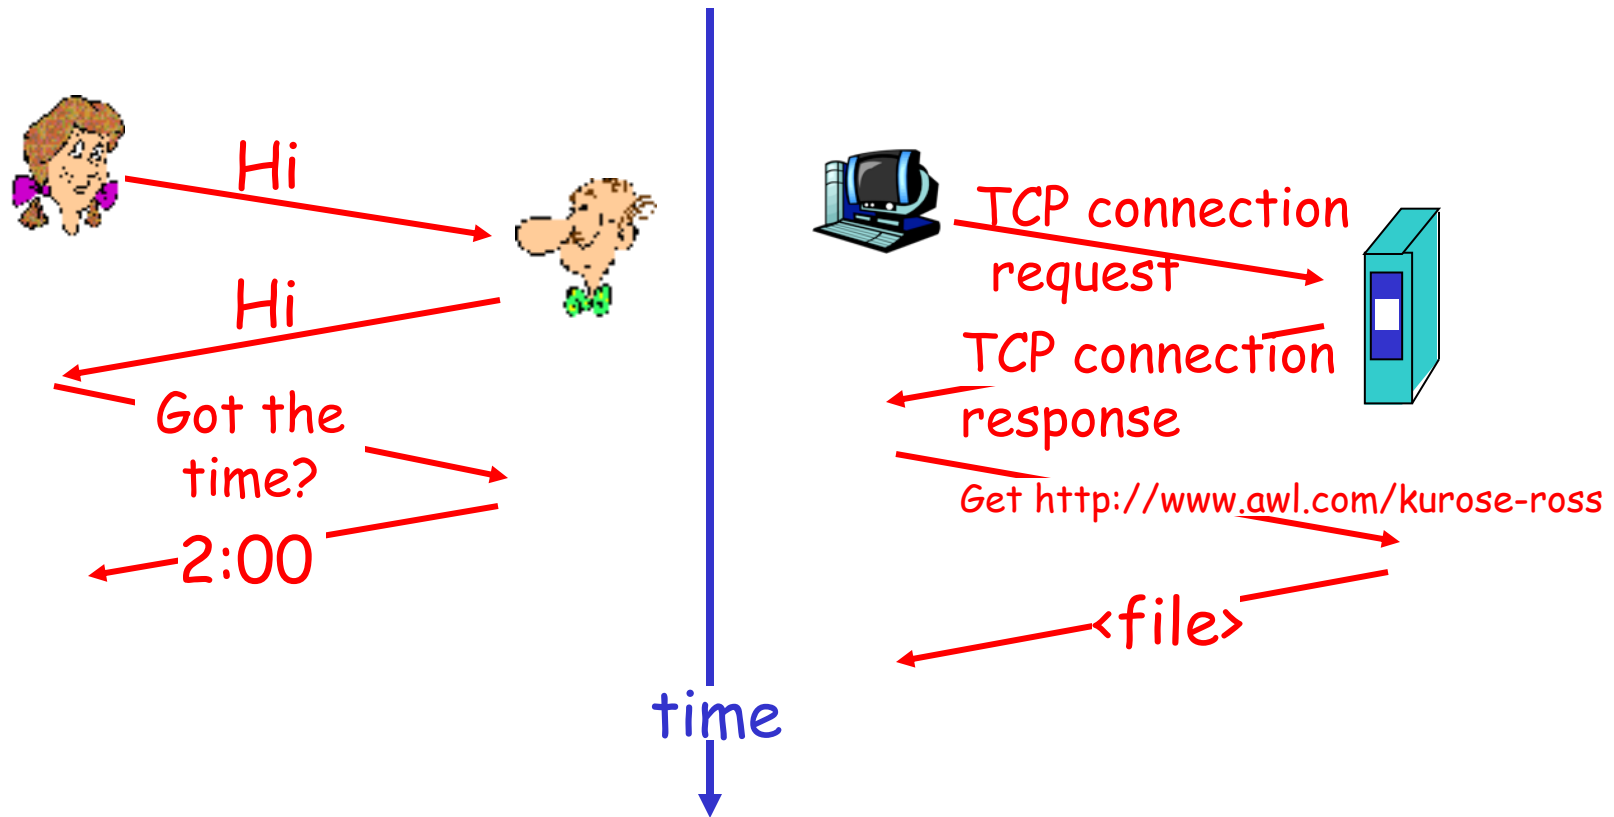 Hi
Hi
Got the
time?
2:00
time
TCP connection
request
TCP connection
response
Get http://www.awl.com/kurose-ross
<file>